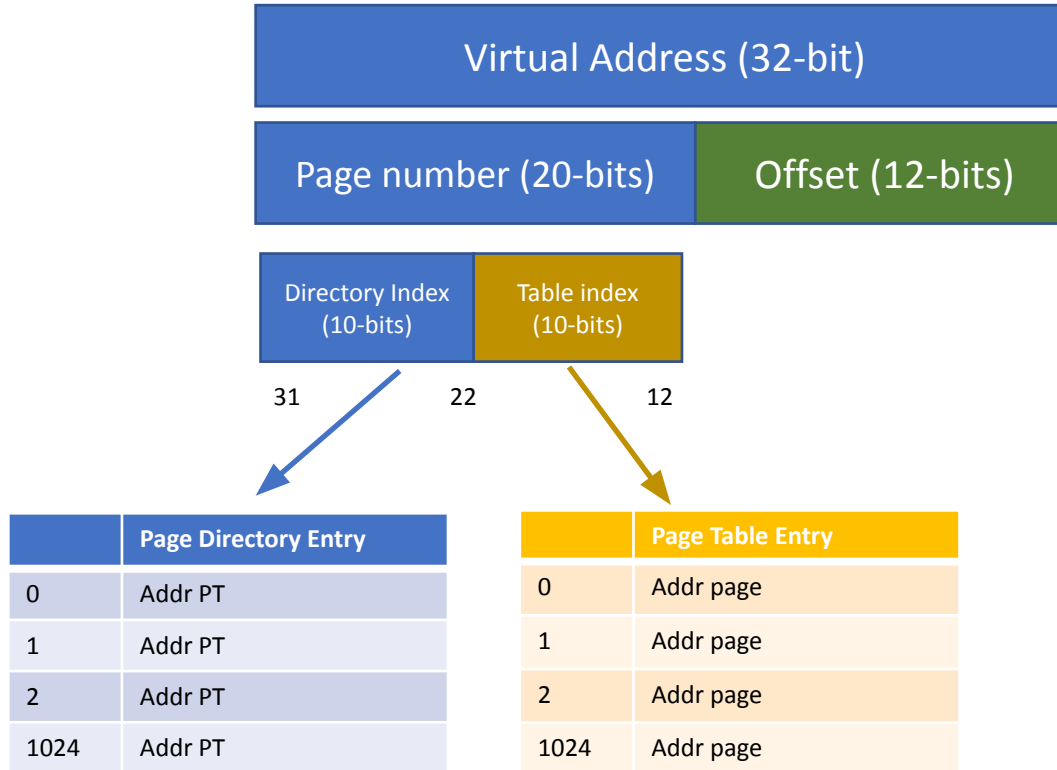 Virtual Address (32-bit)
Page number (20-bits)
Offset (12-bits)
Directory Index
(10-bits)
Table index
(10-bits)
31
22
12
Page Directory Entry
0 Addr PT
1 Addr PT
2 Addr PT
1024 Addr PT
Page Table Entry
0 Addr page
1 Addr page
2 Addr page
1024 Addr page